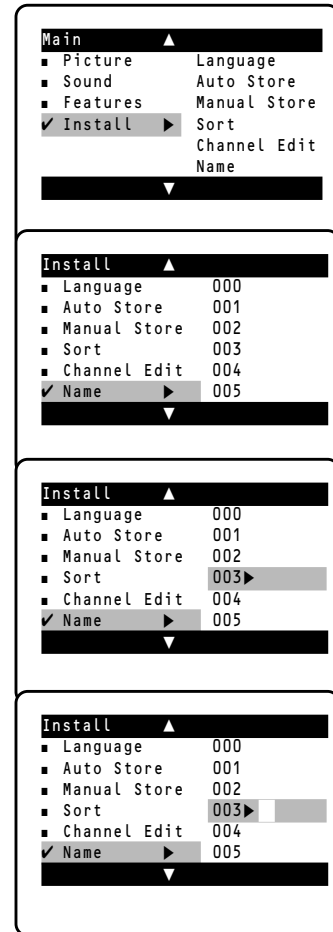 Main ▲
■ Picture Language
■ Sound Auto Store
■ Features Manual Store
✔ Install ▶ Sort
Channel Edit
Name
▼
Install ▲
■ Language 000
■ Auto Store 001
■ Manual Store 002
■ Sort 003
■ Channel Edit 004
✔ Name ▶ 005
▼
Install ▲
■ Language 000
■ Auto Store 001
■ Manual Store 002
■ Sort 003▶
■ Channel Edit 004
✔ Name ▶ 005
▼
Install ▲
■ Language 000
■ Auto Store 001
■ Manual Store 002
■ Sort 003▶
■ Channel Edit 004
✔ Name ▶ 005
▼